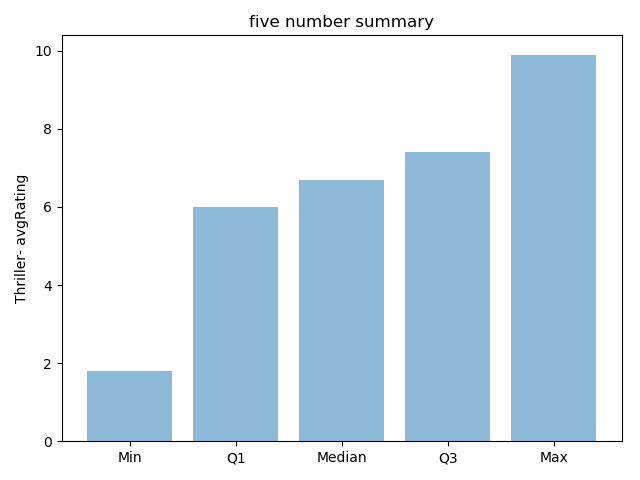 five number summary
Thriller- avgRating
10
8
6
4
2
0
Min Q1 Median Q3 Max